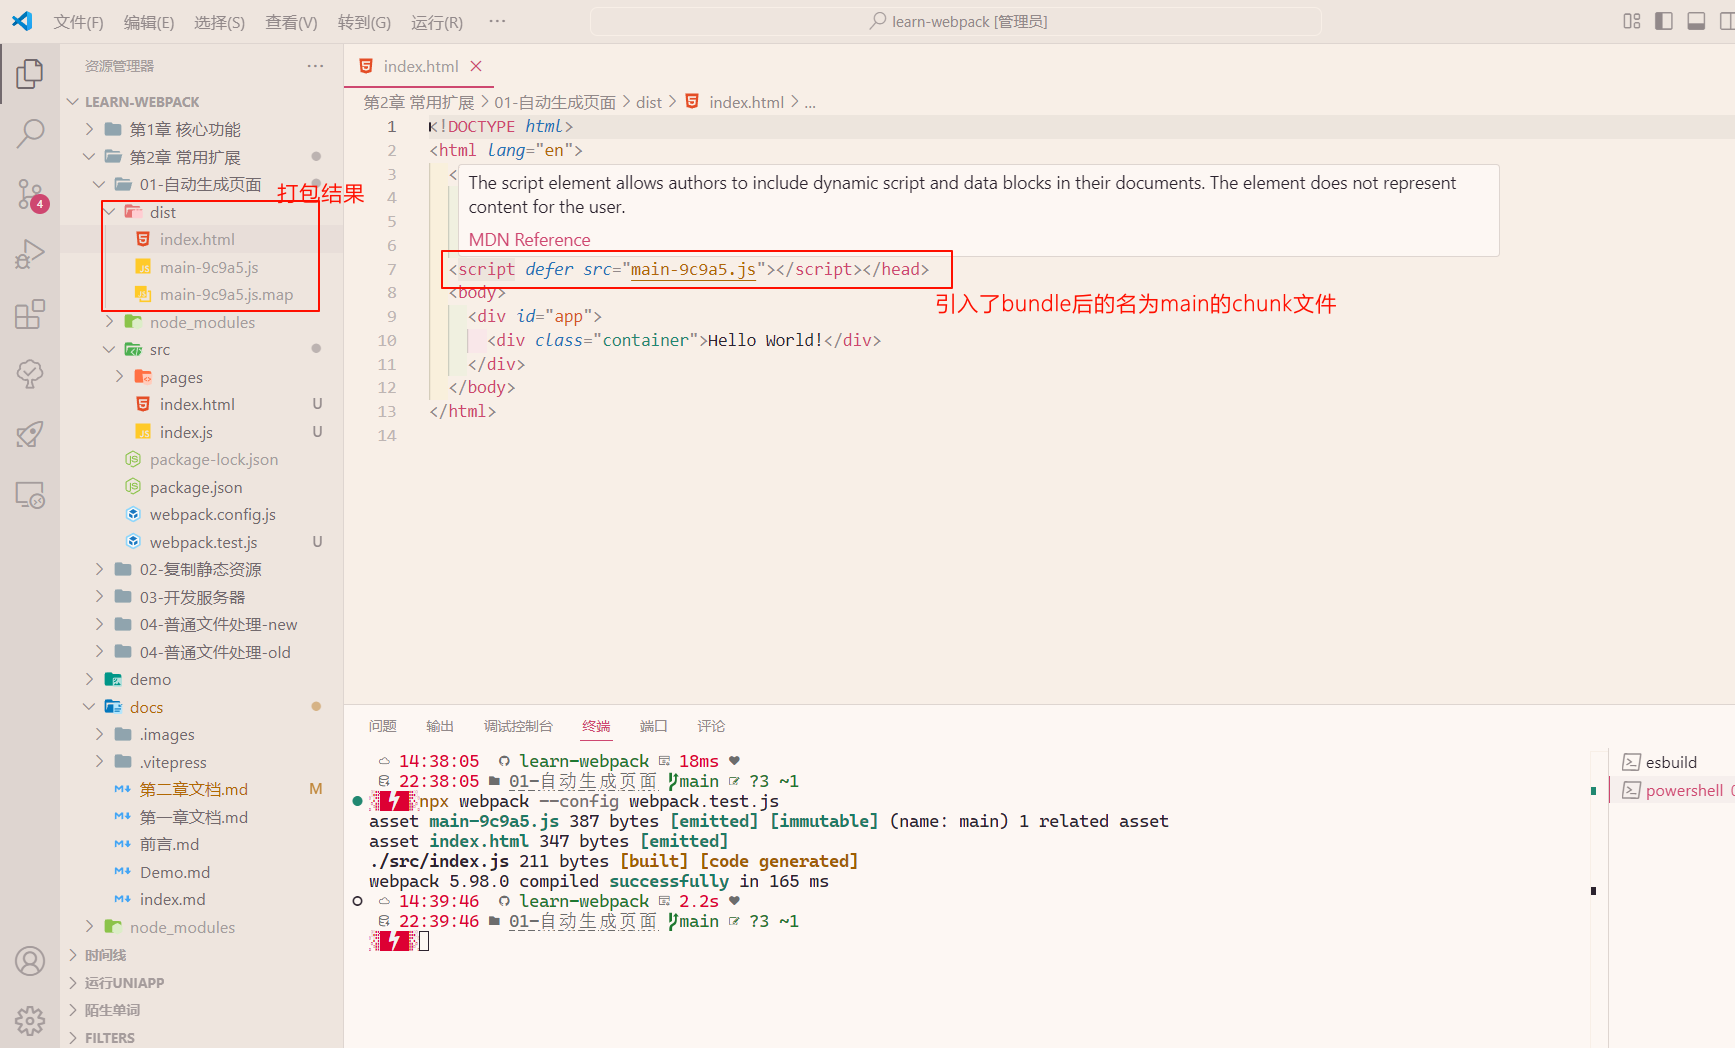 文件(F) 编辑(E) 选择(S) 查看(V) 转到(G) 运行(R) ···
learn-webpack [管理员]
资源管理器 ···
LEARN-WEBPACK
第1章 核心功能
第2章 常用扩展
01-自动生成页面
打包结果
dist
index.html
main-9c9a5.js
main-9c9a5.js.map
node_modules
src
pages
index.html U
index.js U
package-lock.json
package.json
webpack.config.js
webpack.test.js U
02-复制静态资源
03-开发服务器
04-普通文件处理-new
04-普通文件处理-old
demo
docs
.images
.vitepress
第二章文档.md M
第一章文档.md
前言.md
Demo.md
index.md
node_modules
时间线
运行UNIAPP
陌生单词
FILTERS
4
index.html ×
第2章 常用扩展 > 01-自动生成页面 > dist > index.html > ...
1 <!DOCTYPE html>
2 <html lang="en">
3 <
4
5
6
The script element allows authors to include dynamic script and data blocks in their documents. The element does not represent
content for the user.
MDN Reference
7 <script defer src="main-9c9a5.js"></script></head>
引入了bundle后的名为main的chunk文件
8 <body>
9 <div id="app">
10 <div class="container">Hello World!</div>
11 </div>
12 </body>
13 </html>
14
问题 输出 调试控制台 终端 端口 评论
14:38:05 learn-webpack 18ms
22:38:05 01-自动生成页面 main ?3 ~1
npx webpack --config webpack.test.js
asset main-9c9a5.js 387 bytes [emitted] [immutable] (name: main) 1 related asset
asset index.html 347 bytes [emitted]
./src/index.js 211 bytes [built] [code generated]
webpack 5.98.0 compiled successfully in 165 ms
14:39:46 learn-webpack 2.2s
22:39:46 01-自动生成页面 main ?3 ~1
esbuild
powershell